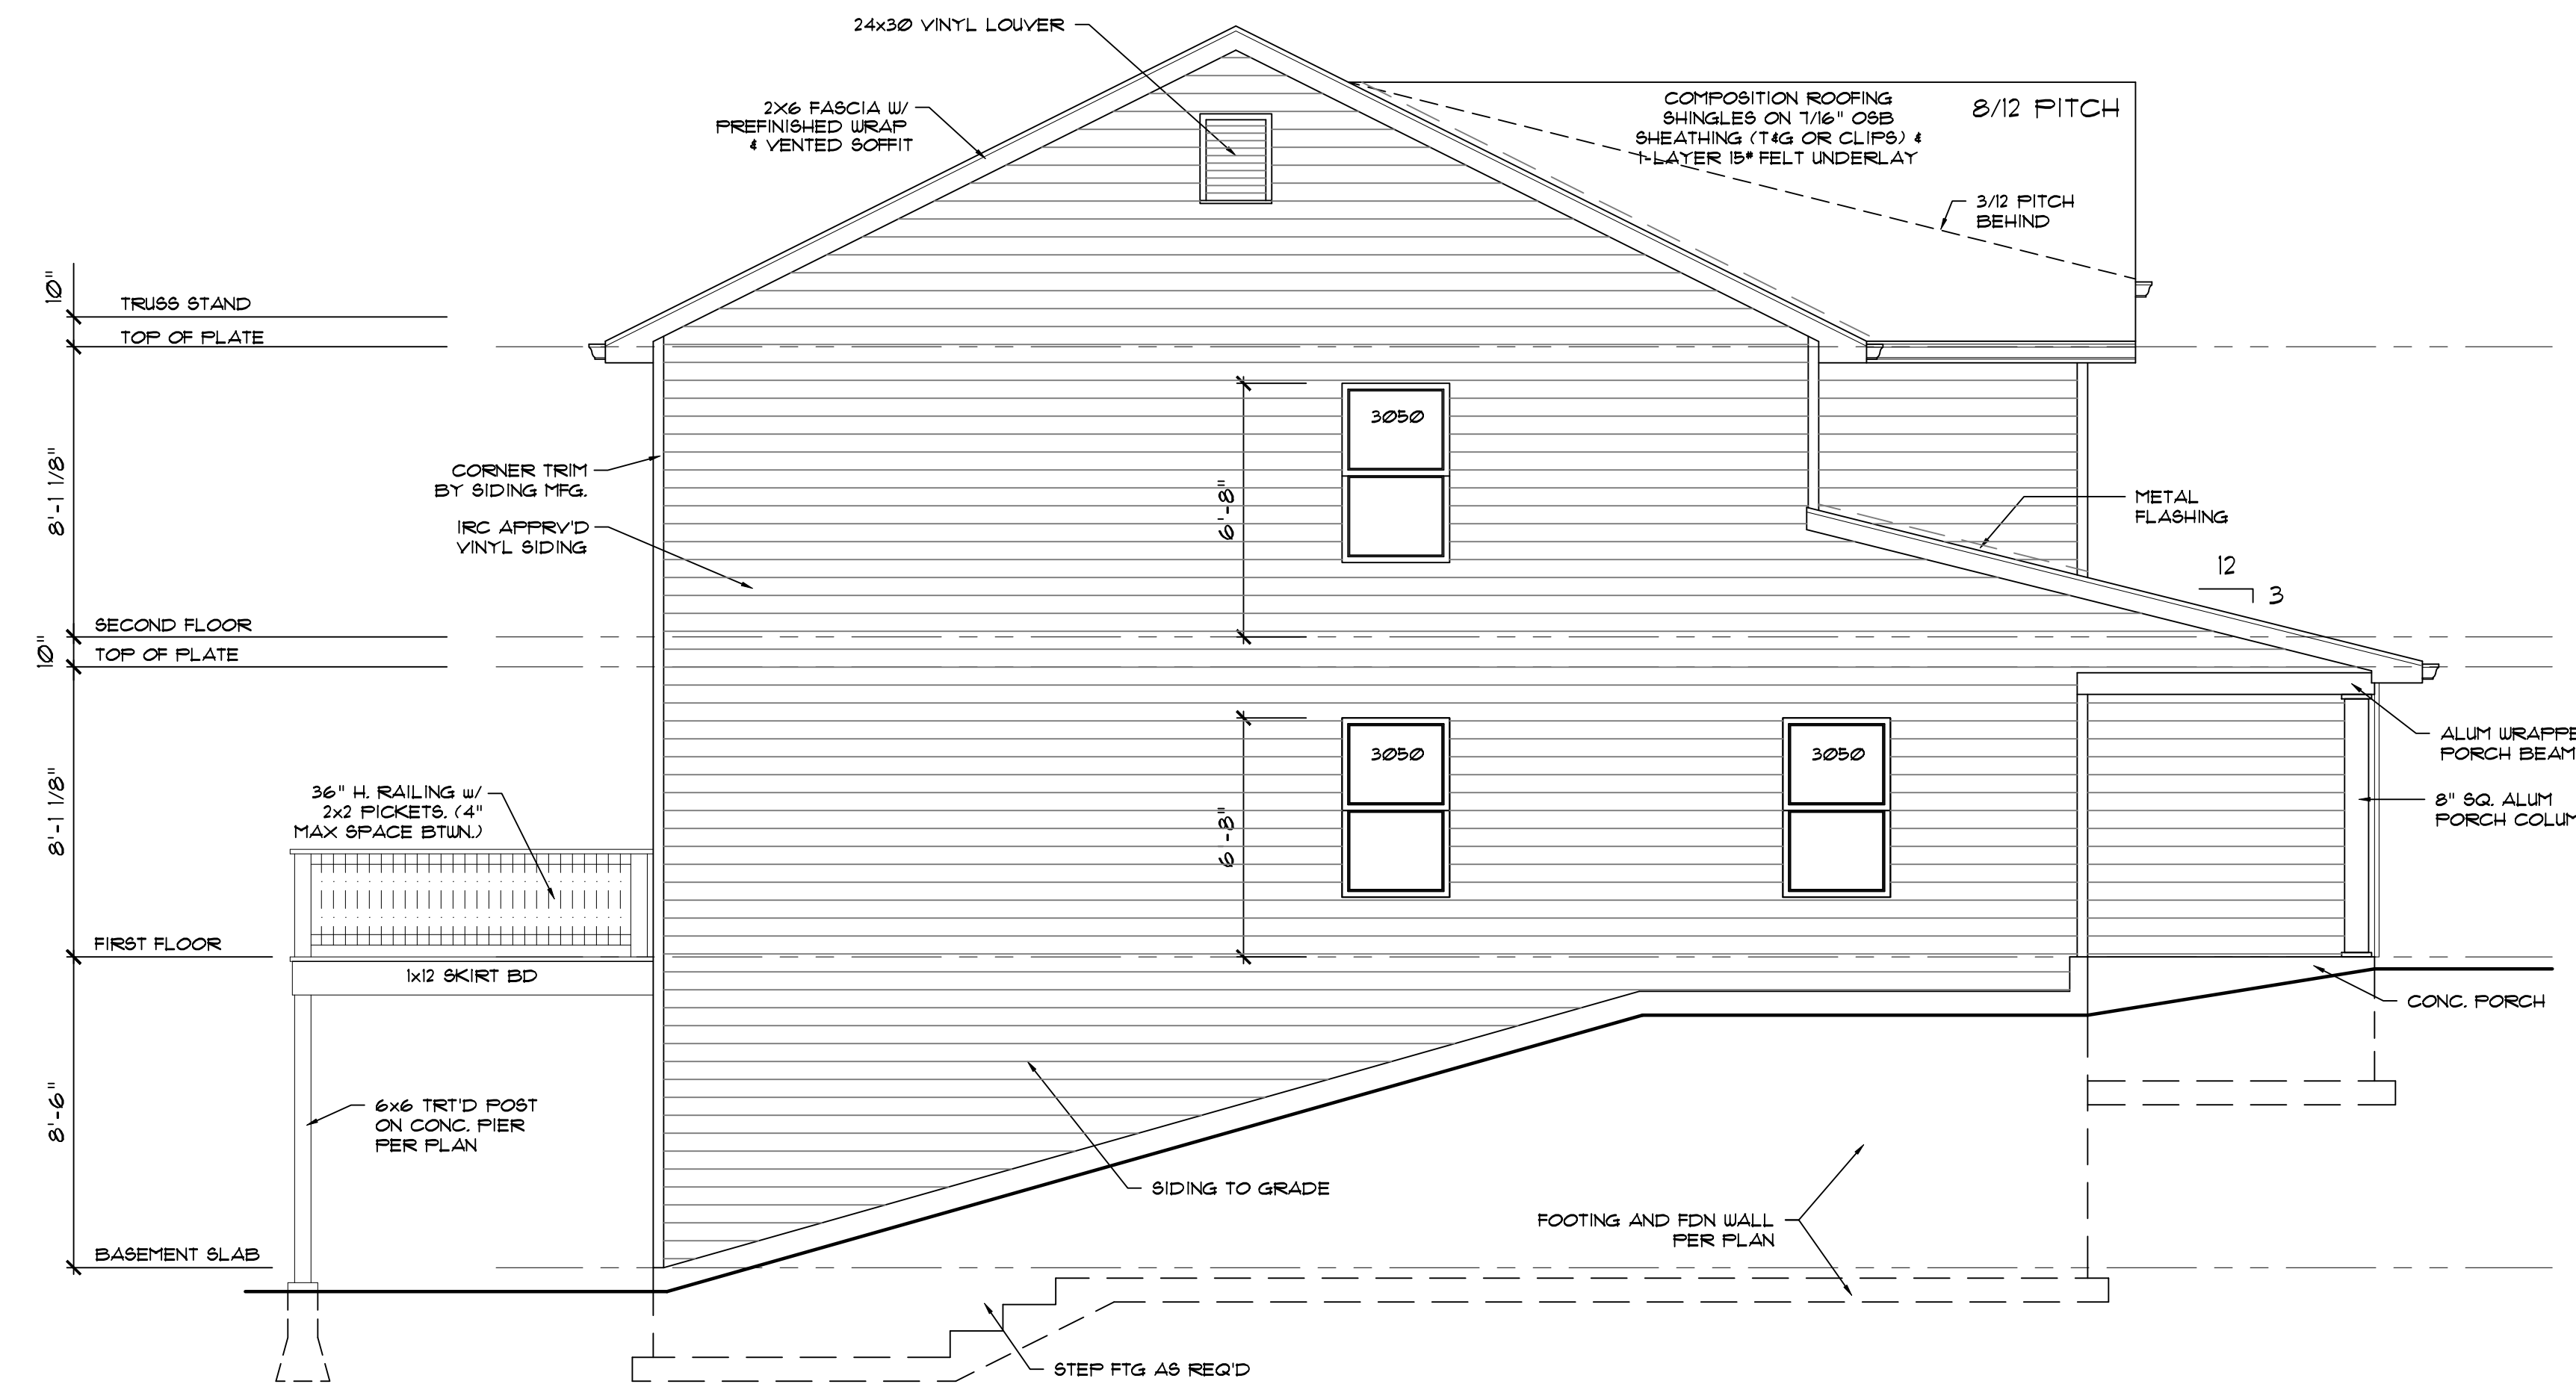 24x30 VINYL LOUVER
2X6 FASCIA W/
PREFINISHED WRAP
& VENTED SOFFIT
COMPOSITION ROOFING
SHINGLES ON 7/16" OSB
SHEATHING (T&G OR CLIPS) &
1-LAYER 15# FELT UNDERLAY
8/12 PITCH
3/12 PITCH
BEHIND
10"
TRUSS STAND
TOP OF PLATE
8'-1 1/8"
3050
CORNER TRIM
BY SIDING MFG.
IRC APPRV'D
VINYL SIDING
6'-8"
METAL
FLASHING
12
3
SECOND FLOOR
10"
TOP OF PLATE
8'-1 1/8"
3050
3050
6'-8"
ALUM WRAPPE
PORCH BEAM
8" SQ. ALUM
PORCH COLUM
36" H. RAILING w/
2x2 PICKETS. (4"
MAX SPACE BTWN.)
FIRST FLOOR
1x12 SKIRT BD
CONC. PORCH
8'-6"
6x6 TRT'D POST
ON CONC. PIER
PER PLAN
SIDING TO GRADE
FOOTING AND FDN WALL
PER PLAN
BASEMENT SLAB
STEP FTG AS REQ'D